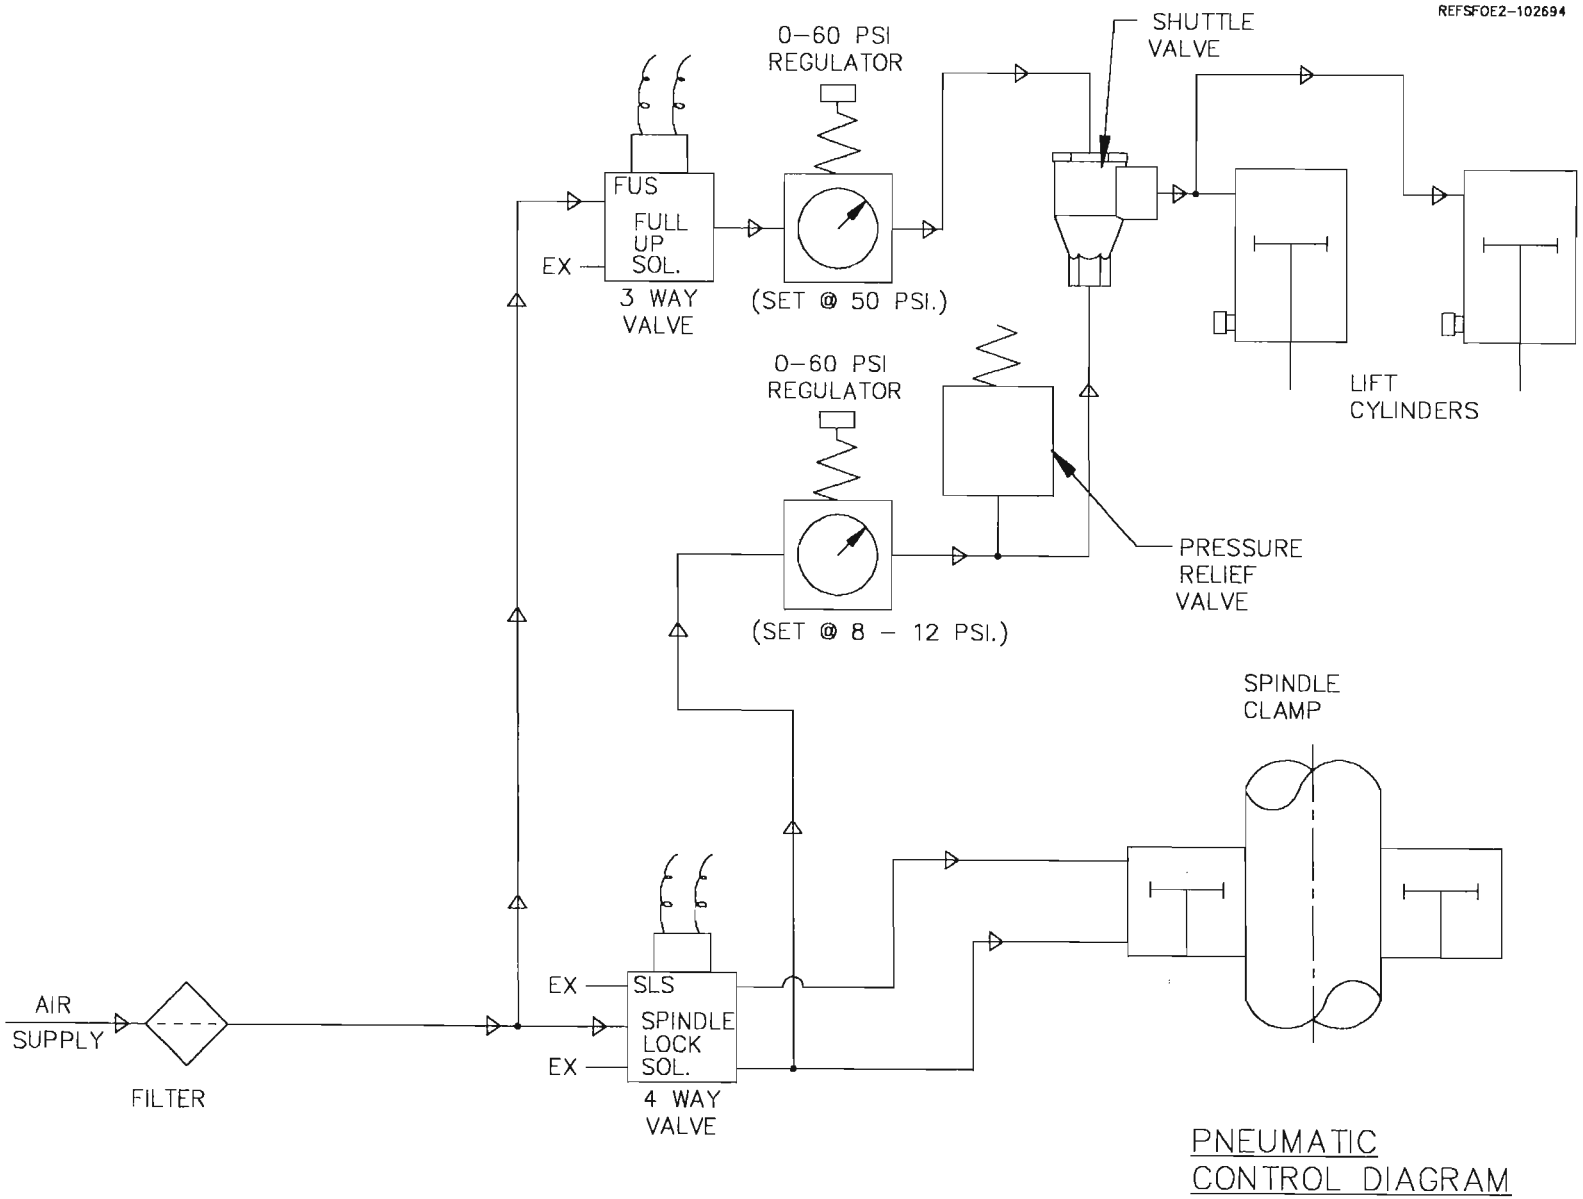 REFSFOE2-102694
SHUTTLE
VALVE
0-60 PSI
REGULATOR
FUS
FULL
UP
SOL.
EX
3 WAY
VALVE
(SET @ 50 PSI.)
0-60 PSI
REGULATOR
LIFT
CYLINDERS
PRESSURE
RELIEF
VALVE
(SET @ 8 - 12 PSI.)
SPINDLE
CLAMP
AIR
SUPPLY
FILTER
EX
SLS
SPINDLE
LOCK
EX
SOL.
4 WAY
VALVE
PNEUMATIC
CONTROL DIAGRAM